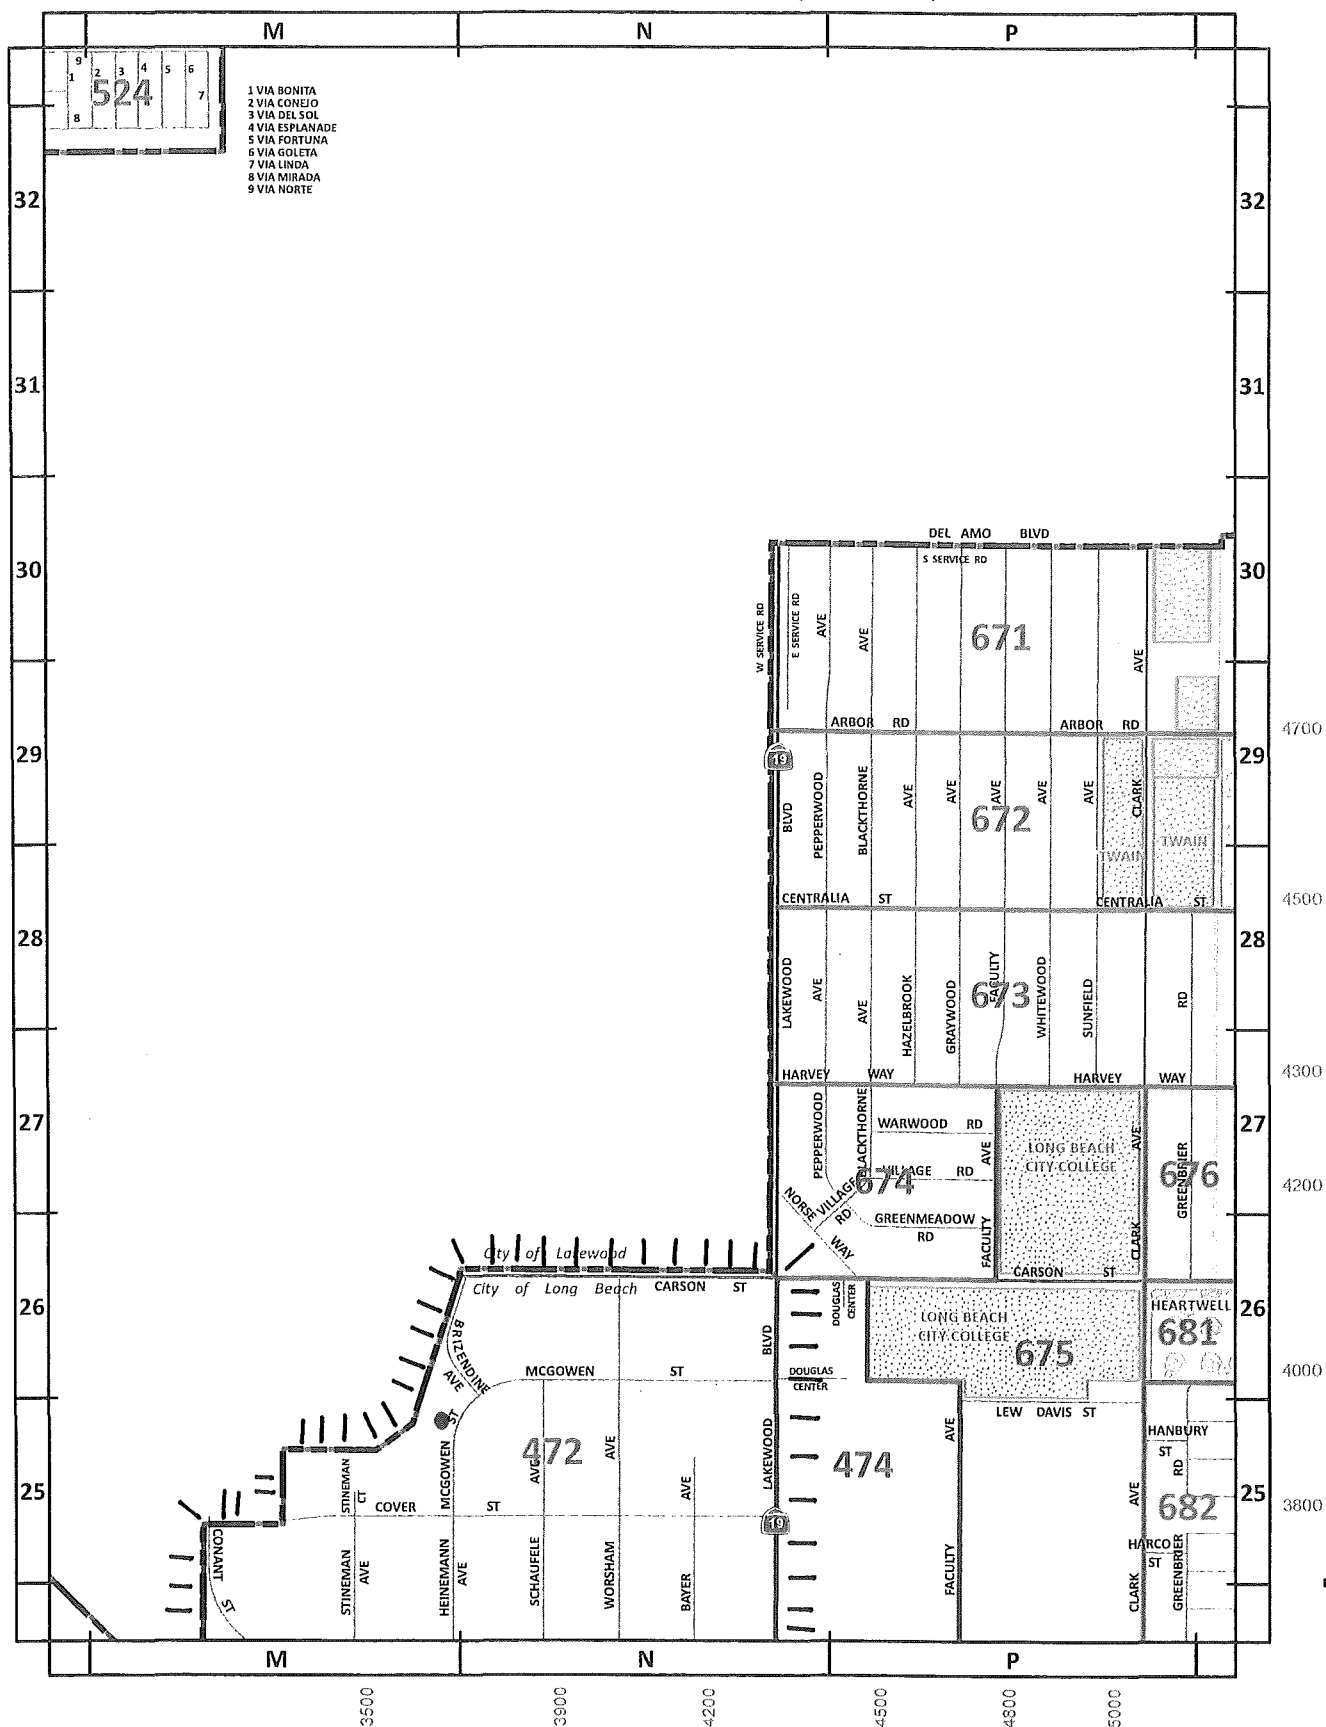 M N P
9
1 2 3 4 5 6
524
7
8
1 VIA BONITA
2 VIA CONEJO
3 VIA DEL SOL
4 VIA ESPLANADE
5 VIA FORTUNA
6 VIA GOLETA
7 VIA LINDA
8 VIA MIRADA
9 VIA NORTE
32 32
31 31
DEL AMO BLVD
S SERVICE RD
30 30
W SERVICE RD
E SERVICE RD
AVE
AVE
671
AVE
ARBOR RD ARBOR RD
4700
29 29
19
BLVD
PEPPERWOOD
BLACKTHORNE
AVE
AVE
AVE
AVE
AVE
CLARK
672
TWAIN
TWAIN
CENTRALIA ST CENTRALIA ST
4500
28 28
LAKEWOOD
AVE
AVE
HAZELBROOK
GRAYWOOD
FACULTY
673
WHITEWOOD
SUNFIELD
RD
HARVEY WAY HARVEY WAY
4300
27 27
PEPPERWOOD
BLACKTHORNE
WARWOOD RD
AVE
LONG BEACH
CITY COLLEGE
AVE
GREENBRIER
676
VILLAGE RD
674
4200
NORSE
WAY
VILLAGE
RD
GREENMEADOW
RD
FACULTY
CLARK
CARSON ST
City of Lakewood
City of Long Beach
CARSON ST
26 26
DOUGLAS
CENTER
HEARTWELL
LONG BEACH
CITY COLLEGE
675
681
BRIZENDINE
AVE
BLVD
MCGOWEN ST
DOUGLAS
CENTER
4000
LEW DAVIS ST
ST
MCGOWEN
472
AVE
AVE
AVE
LAKEWOOD
474
AVE
HANBURY
ST
RD
25 25
STINEMAN
CT
COVER ST
19
AVE
682
3800
CONANT
ST
STINEMAN
AVE
HEINEMANN
AVE
SCHAUFELE
WORSHAM
BAYER
FACULTY
CLARK
HARCO
ST
GREENBRIER
M N P
3500 3900 4200 4500 4800 5000